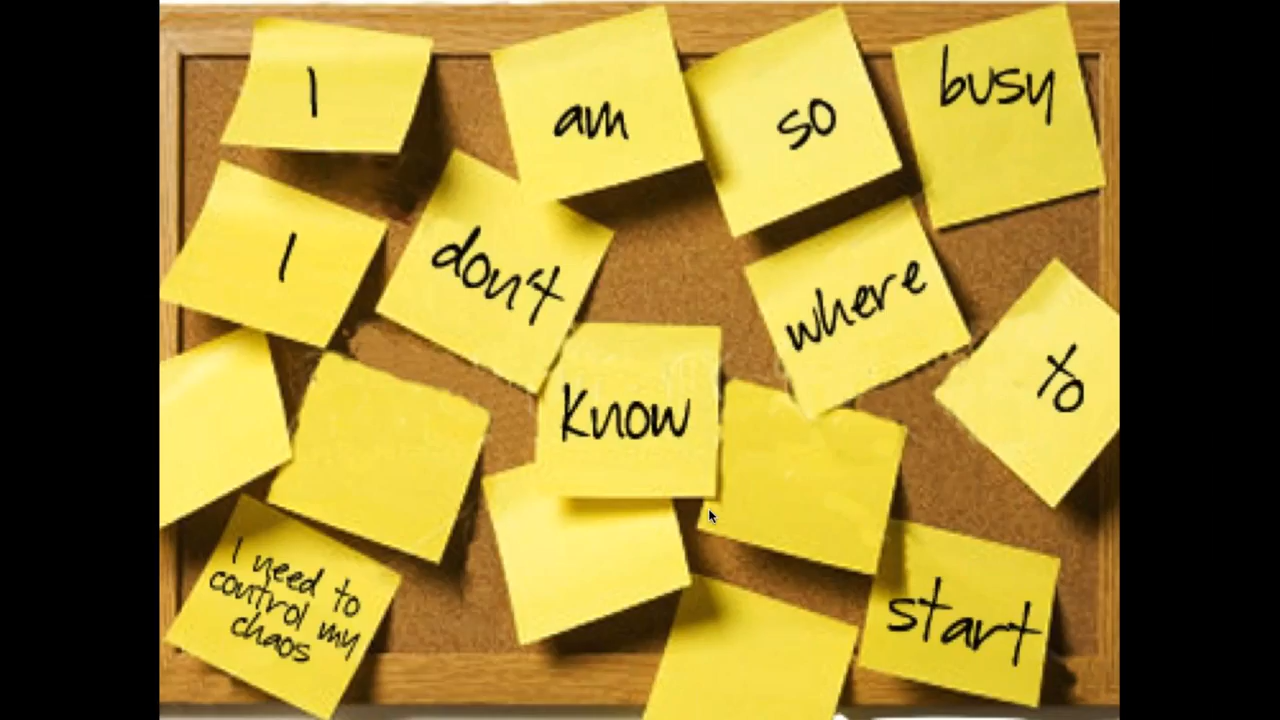 I am so busy
I don't know where to
start
I need to
control my
chaos